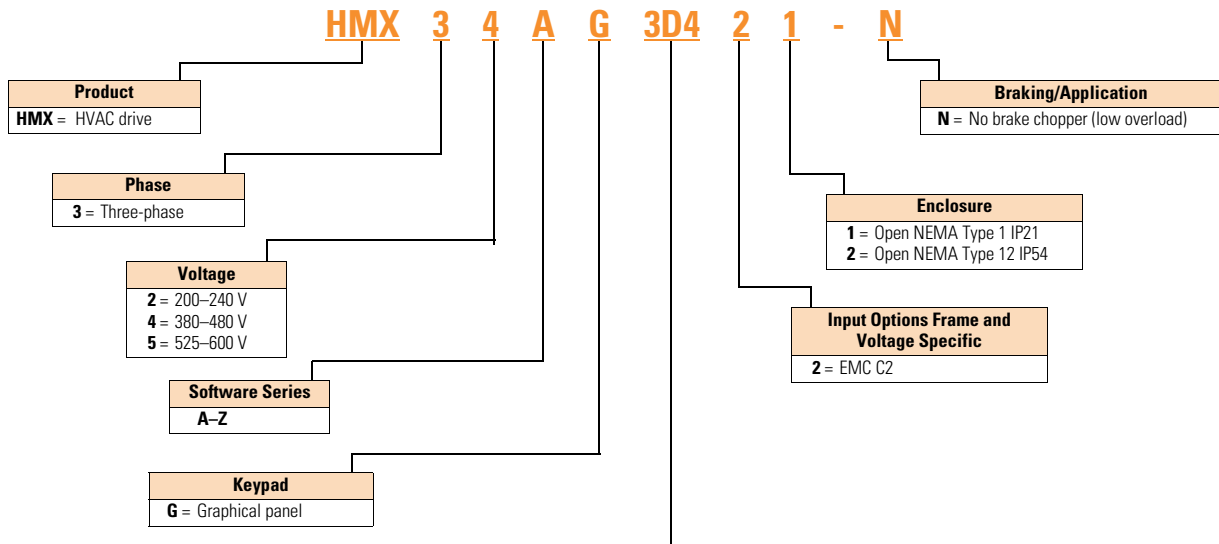 HMX 3 4 A G 3D4 2 1 - N
Product
HMX = HVAC drive
Phase
3 = Three-phase
Voltage
2 = 200–240 V
4 = 380–480 V
5 = 525–600 V
Software Series
A–Z
Keypad
G = Graphical panel
Braking/Application
N = No brake chopper (low overload)
Enclosure
1 = Open NEMA Type 1 IP21
2 = Open NEMA Type 12 IP54
Input Options Frame and
Voltage Specific
2 = EMC C2